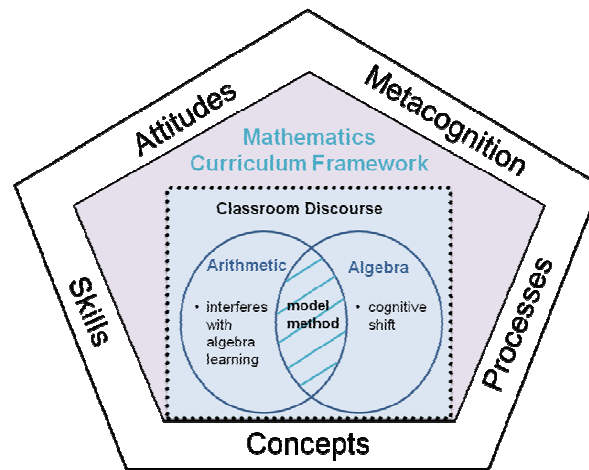 Attitudes
Metacognition
Mathematics
Curriculum Framework
Classroom Discourse
Arithmetic
Algebra
• interferes
with
algebra
learning
model
method
• cognitive
shift
Skills
Processes
Concepts